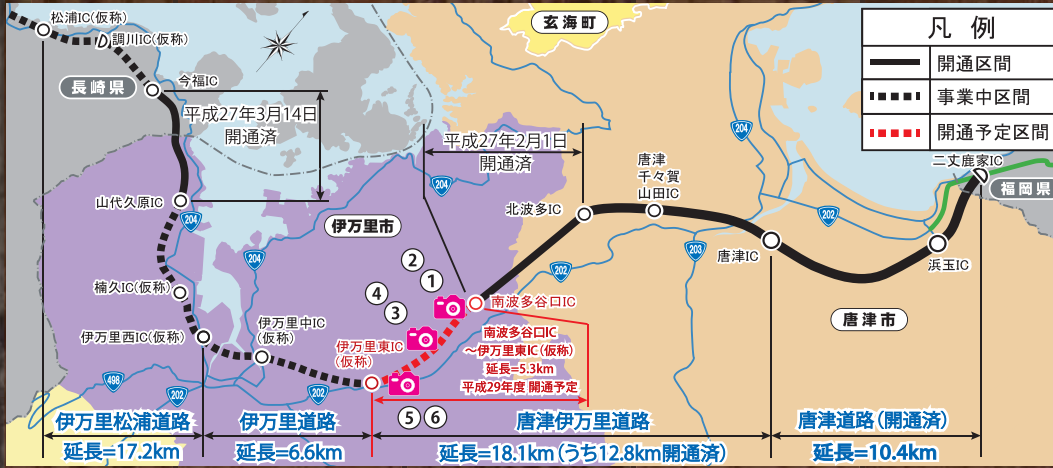 松浦IC(仮称)
調川IC(仮称)
長崎県
今福IC
平成27年3月14日
開通済
山代久原IC
204
楠久IC(仮称)
伊万里西IC(仮称)
204
伊万里中IC
(仮称)
498
202
202
伊万里市
玄海町
平成27年2月1日
開通済
204
北波多IC
唐津
千々賀
山田IC
204
203
202
202
唐津IC
浜玉IC
二丈鹿家IC
福岡県
唐津市
②
①
④
③
⑤ ⑥
南波多谷口IC
伊万里東IC
(仮称)
南波多谷口IC
～伊万里東IC(仮称)
延長=5.3km
平成29年度 開通予定
凡 例
開通区間
事業中区間
開通予定区間
伊万里松浦道路
延長=17.2km
伊万里道路
延長=6.6km
唐津伊万里道路
延長=18.1km(うち12.8km開通済)
唐津道路(開通済)
延長=10.4km